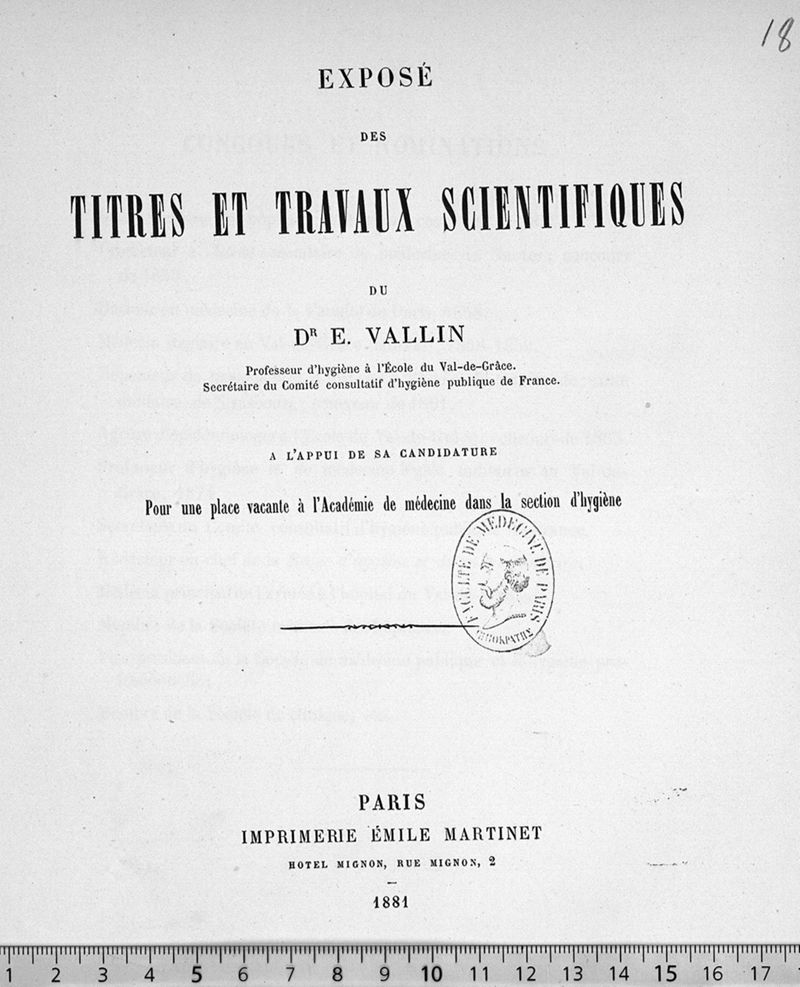 18
EXPOSÉ
DES
TITRES ET TRAVAUX SCIENTIFIQUES
DU
DR E. VALLIN
Professeur d'hygiène à l'École du Val-de-Grâce.
Secrétaire du Comité consultatif d'hygiène publique de France.
A L'APPUI DE SA CANDIDATURE
Pour une place vacante à l'Académie de médecine dans la section d'hygiène
FACULTÉ DE MÉDECINE DE PARIS
PARIS
IMPRIMERIE ÉMILE MARTINET
HOTEL MIGNON, RUE MIGNON, 2
1881
1 2 3 4 5 6 7 8 9 10 11 12 13 14 15 16 17